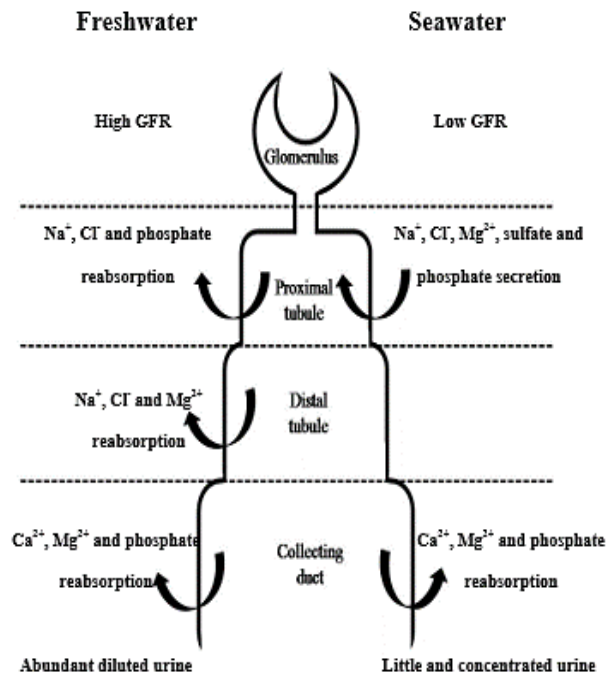 Freshwater
Seawater
High GFR
Glomerulus
Low GFR
Na⁺, Cl⁻ and phosphate
reabsorption
Proximal
tubule
Na⁺, Cl⁻, Mg²⁺, sulfate and
phosphate secretion
Na⁺, Cl⁻ and Mg²⁺
reabsorption
Distal
tubule
Ca²⁺, Mg²⁺ and phosphate
reabsorption
Collecting
duct
Ca²⁺, Mg²⁺ and phosphate
reabsorption
Abundant diluted urine
Little and concentrated urine